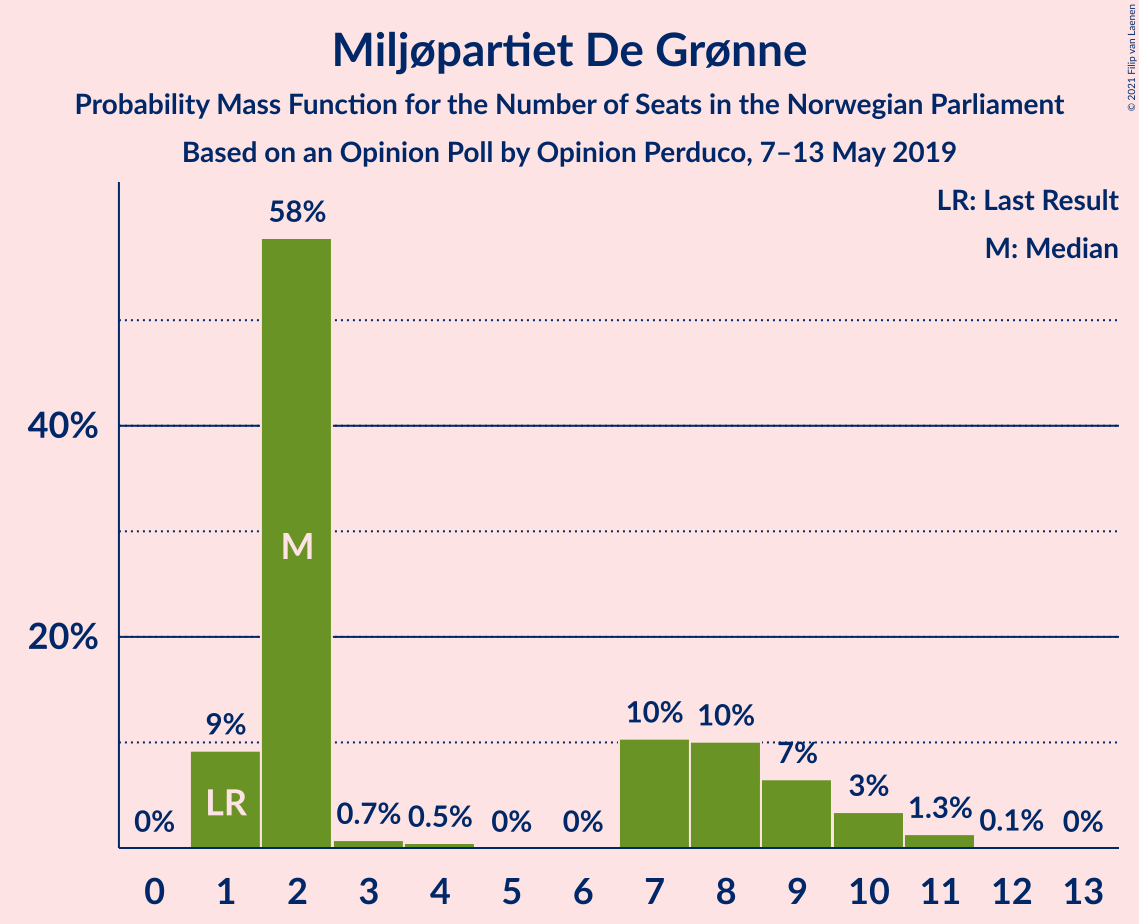 Miljøpartiet De Grønne
Probability Mass Function for the Number of Seats in the Norwegian Parliament
Based on an Opinion Poll by Opinion Perduco, 7–13 May 2019
© 2021 Filip van Laenen
LR: Last Result
M: Median
58%
40%
M
20%
9%
10%
10%
7%
3%
LR
0%
0.7%
0.5%
0%
0%
1.3%
0.1%
0%
0 1 2 3 4 5 6 7 8 9 10 11 12 13